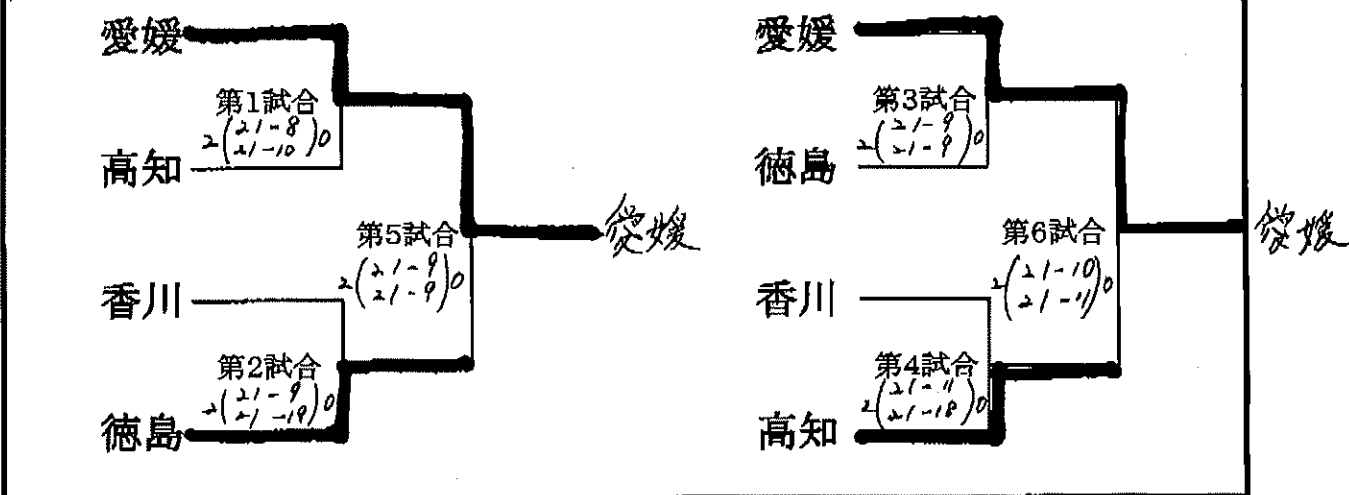 愛媛
第1試合
2(21-8
21-10)0
高知
第5試合
愛媛
2(21-9
21-9)0
香川
第2試合
2(21-9
21-19)0
徳島
愛媛
第3試合
2(21-9
21-9)0
徳島
第6試合
愛媛
2(21-10
21-11)0
香川
第4試合
2(21-11
21-18)0
高知